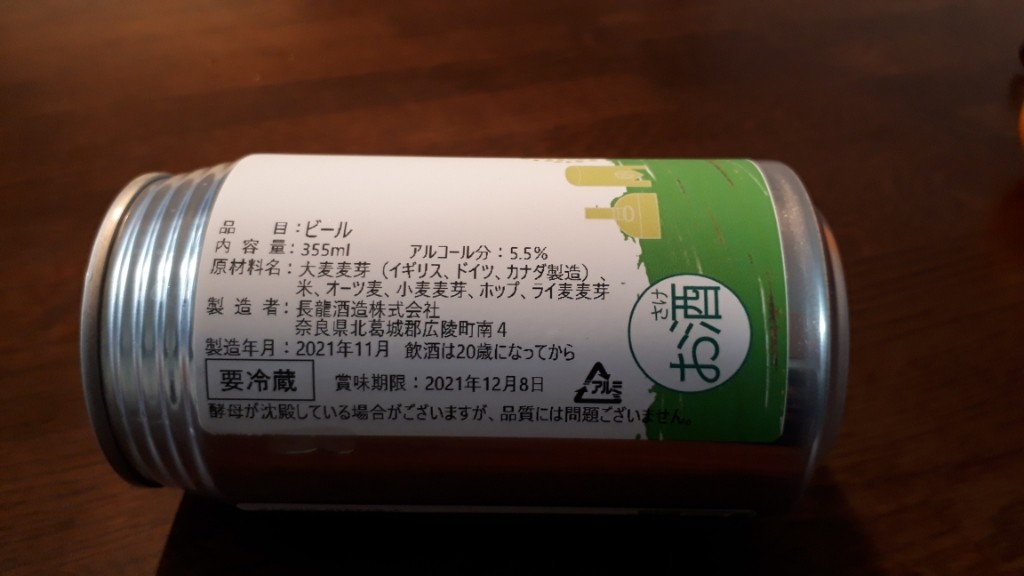 品目：ビール
内容量：355ml アルコール分：5.5%
原材料名：大麦麦芽（イギリス、ドイツ、カナダ製造）、
米、オーツ麦、小麦麦芽、ホップ、ライ麦麦芽
製造者：長龍酒造株式会社
奈良県北葛城郡広陵町南4
製造年月：2021年11月 飲酒は20歳になってから
要冷蔵 賞味期限：2021年12月8日
アルミ
酵母が沈殿している場合がございますが、品質には問題ございません。
さけ
お酒